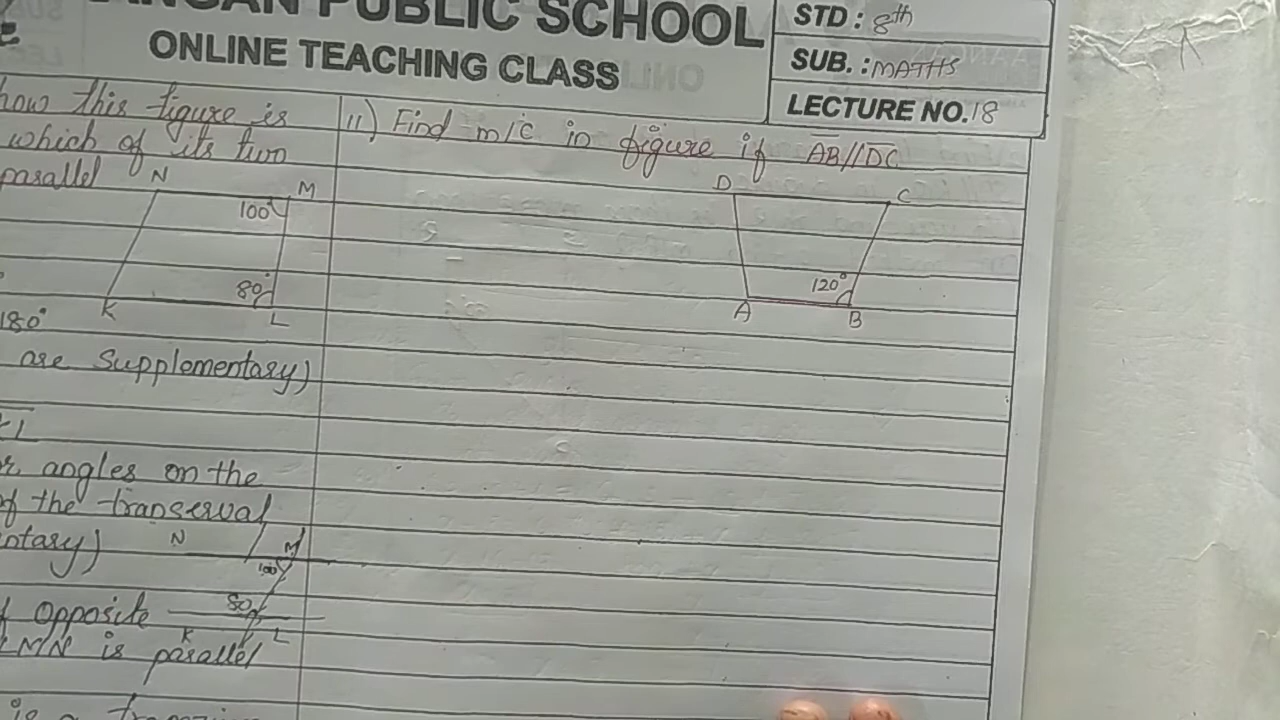 PUBLIC SCHOOL
ONLINE TEACHING CLASS
STD : 8th
SUB. : MATHS
LECTURE NO. 18
how this figure is
which of its two
parallel
N
M
100°
80°
K
L
180°
are Supplementary)
angles on the
of the transerval
N
M
100
80
opposite
K
L
is parallel
is a
11) Find m∠C in figure if AB//DC
D
C
120°
A
B